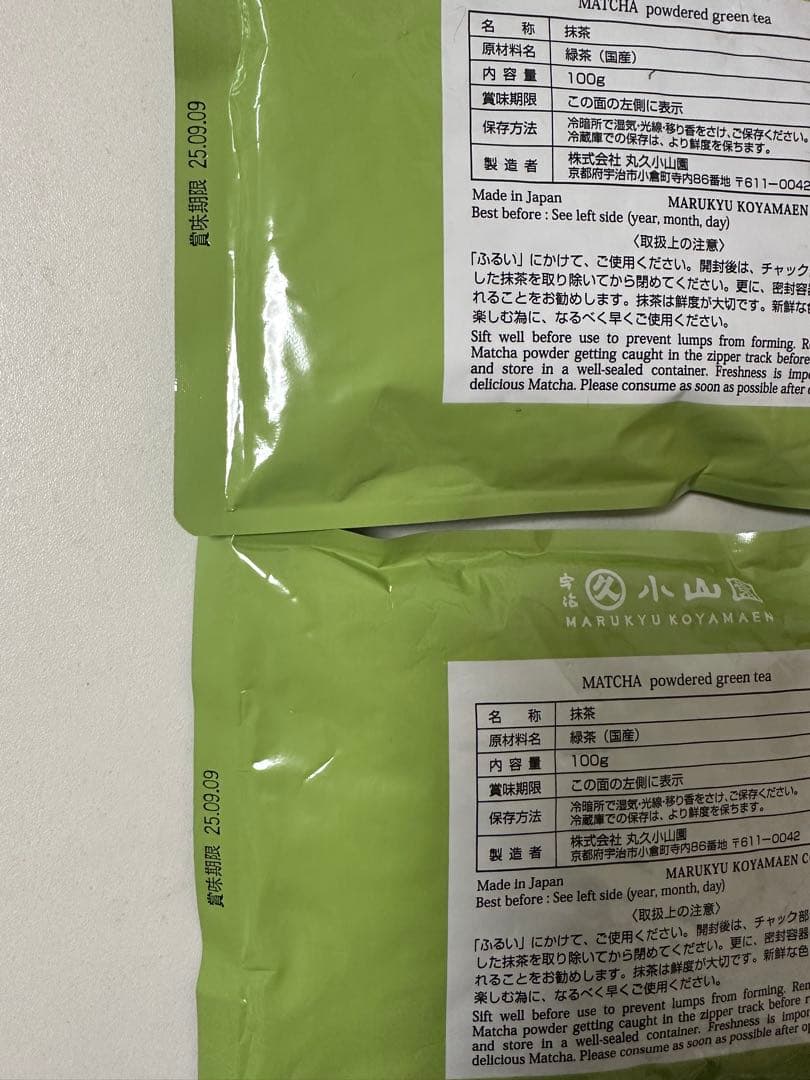 MATCHA powdered green tea
名 称 抹茶
原材料名 緑茶（国産）
内容量 100g
賞味期限 この面の左側に表示
保存方法 冷暗所で湿気・光線・移り香をさけ、ご保存ください。
冷蔵庫での保存は、より鮮度を保ちます。
製造者 株式会社 丸久小山園
京都府宇治市小倉町寺内86番地 〒611-0042
Made in Japan MARUKYU KOYAMAEN
Best before : See left side (year, month, day)
〈取扱上の注意〉
「ふるい」にかけて、ご使用ください。開封後は、チャック
した抹茶を取り除いてから閉めてください。更に、密封容
れることをお勧めします。抹茶は鮮度が大切です。新鮮な
楽しむ為に、なるべく早くご使用ください。
Sift well before use to prevent lumps from forming. R
Matcha powder getting caught in the zipper track before
and store in a well-sealed container. Freshness is imp
delicious Matcha. Please consume as soon as possible after
賞味期限 25.09.09
宇治 久 小山園
MARUKYU KOYAMAEN
MATCHA powdered green tea
名 称 抹茶
原材料名 緑茶（国産）
内容量 100g
賞味期限 この面の左側に表示
保存方法 冷暗所で湿気・光線・移り香をさけ、ご保存ください。
冷蔵庫での保存は、より鮮度を保ちます。
製造者 株式会社 丸久小山園
京都府宇治市小倉町寺内86番地 〒611-0042
Made in Japan MARUKYU KOYAMAEN C
Best before : See left side (year, month, day)
〈取扱上の注意〉
「ふるい」にかけて、ご使用ください。開封後は、チャック部
した抹茶を取り除いてから閉めてください。更に、密封容器
れることをお勧めします。抹茶は鮮度が大切です。新鮮な色
楽しむ為に、なるべく早くご使用ください。
Sift well before use to prevent lumps from forming. Ren
Matcha powder getting caught in the zipper track before r
and store in a well-sealed container. Freshness is impor
delicious Matcha. Please consume as soon as possible after op
賞味期限 25.09.09